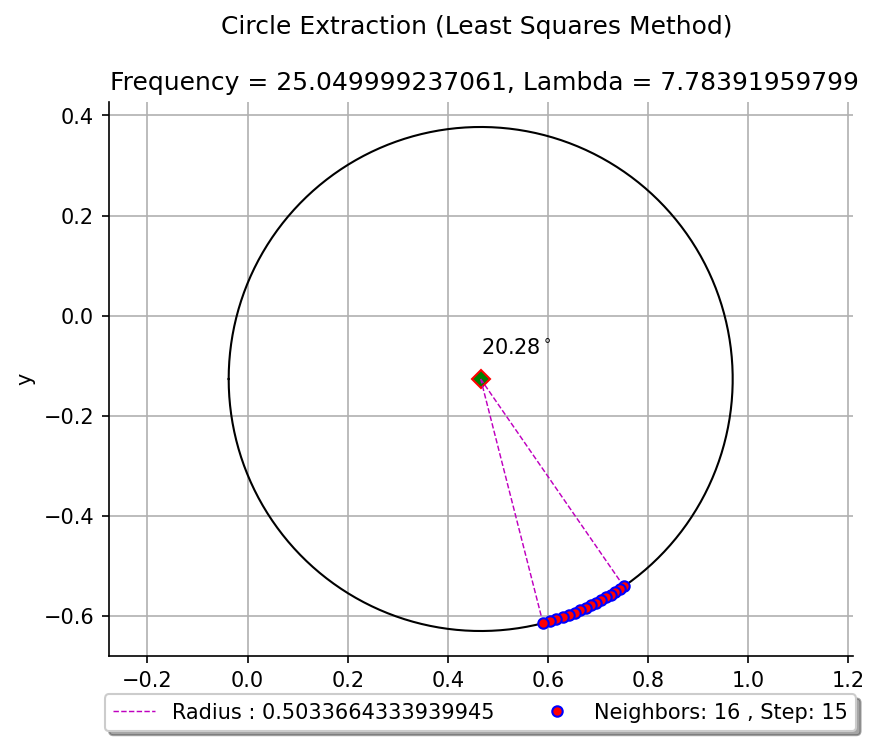 Circle Extraction (Least Squares Method)
Frequency = 25.049999237061, Lambda = 7.78391959799
0.4
0.2
0.0
−0.2
−0.4
−0.6
y
20.28°
−0.2 0.0 0.2 0.4 0.6 0.8 1.0 1.2
Radius : 0.5033664333939945 Neighbors: 16 , Step: 15